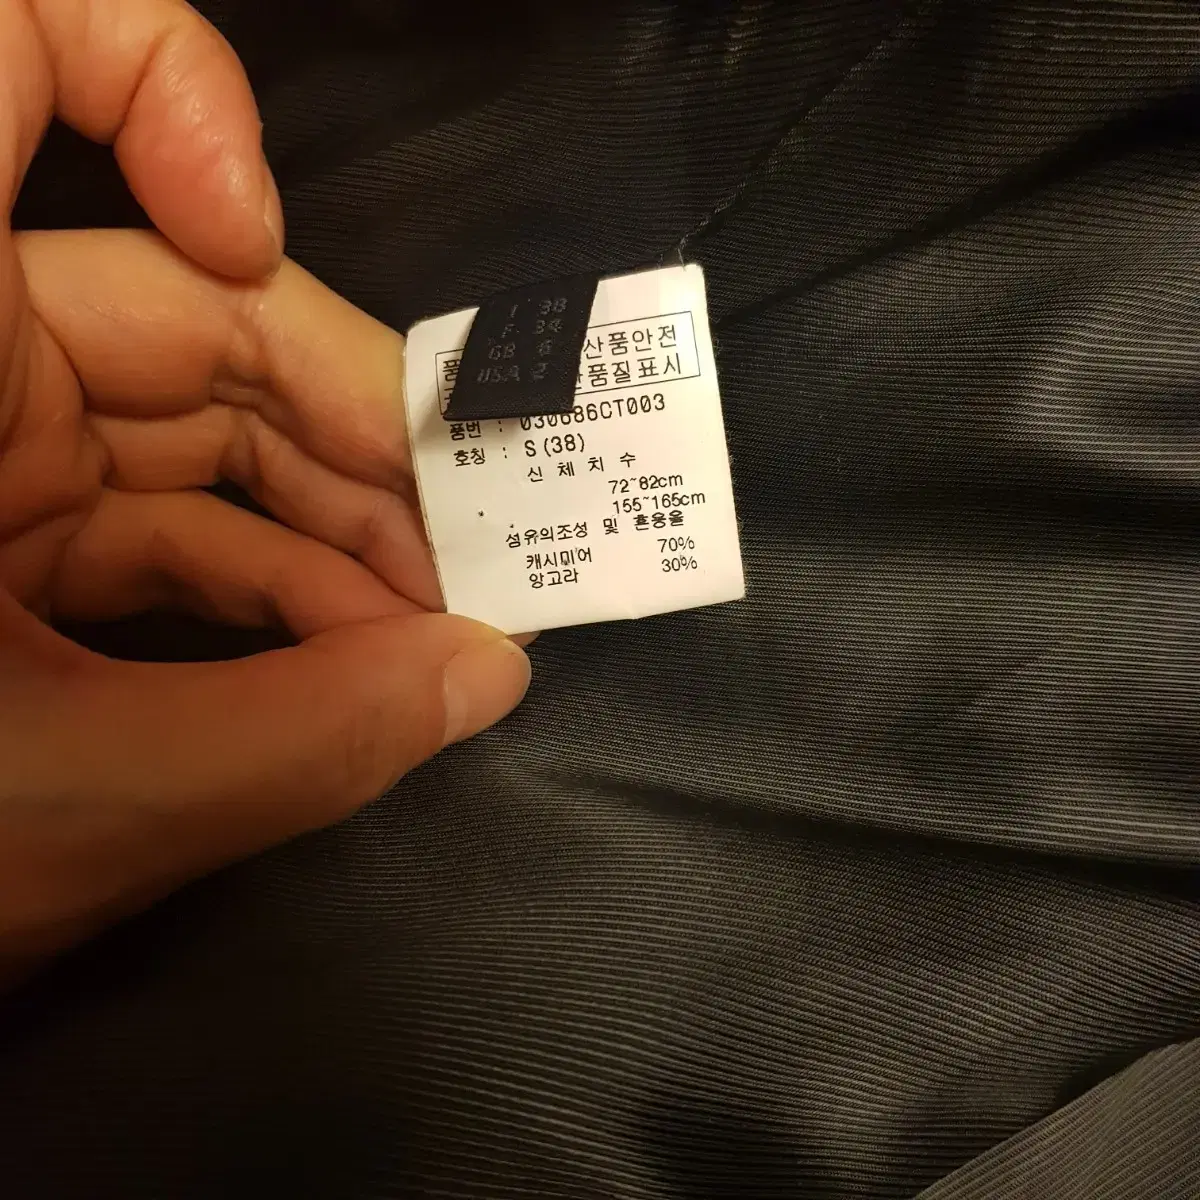 I 38
F 34
GB 6
USA 2
산품안전
품질표시
품번 : 030686CT003
호칭 : S (38)
신 체 치 수
72~82cm
155~165cm
섬유의조성 및 혼용율
캐시미어 70%
앙고라 30%